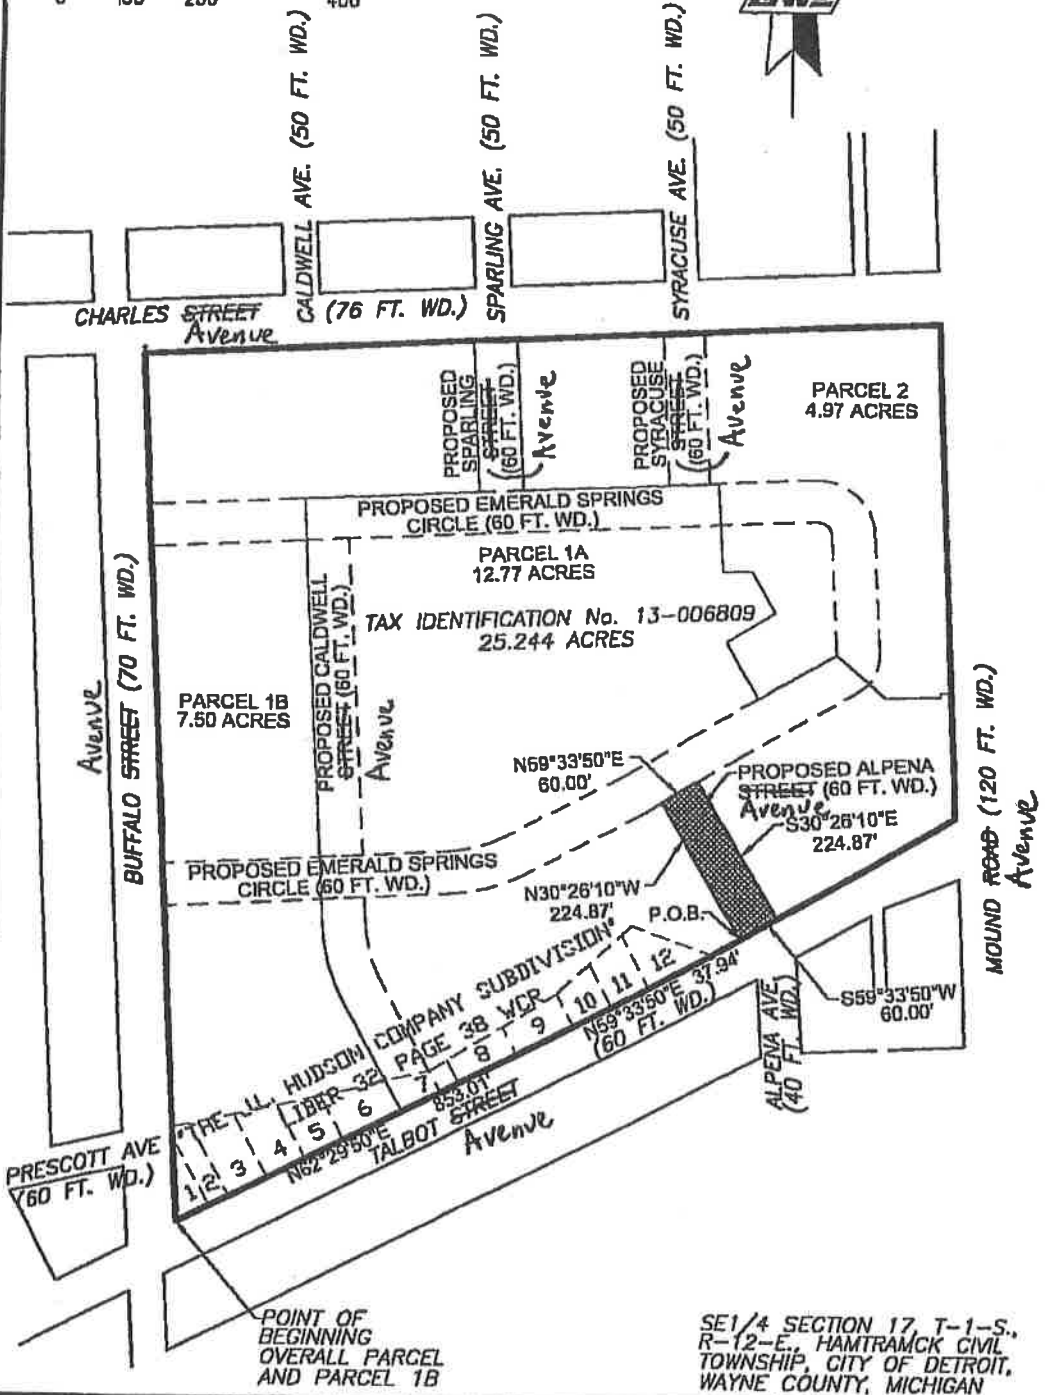 CALDWELL AVE. (50 FT. WD.)
SPARLING AVE. (50 FT. WD.)
SYRACUSE AVE. (50 FT. WD.)
CHARLES STREET
Avenue
(76 FT. WD.)
PROPOSED
SPARLING
STREET
(60 FT. WD.)
Avenue
PROPOSED
SYRACUSE
STREET
(60 FT. WD.)
Avenue
PARCEL 2
4.97 ACRES
PROPOSED EMERALD SPRINGS
CIRCLE (60 FT. WD.)
PARCEL 1A
12.77 ACRES
TAX IDENTIFICATION No. 13-006809
25.244 ACRES
BUFFALO STREET (70 FT. WD.)
Avenue
PARCEL 1B
7.50 ACRES
PROPOSED CALDWELL
STREET (60 FT. WD.)
Avenue
MOUND ROAD (120 FT. WD.)
Avenue
N59°33'50"E
60.00'
PROPOSED ALPENA
STREET (60 FT. WD.)
Avenue
S30°26'10"E
224.87'
PROPOSED EMERALD SPRINGS
CIRCLE (60 FT. WD.)
N30°26'10"W
224.87'
P.O.B.
"THE J.L. HUDSOM COMPANY SUBDIVISION"
LIBER 32 PAGE 38 WCR
1 2 3 4 5 6 7 8 9 10 11 12
N59°33'50"E 37.94'
(60 FT. WD.)
853.01'
N62°29'50"E
TALBOT STREET
Avenue
ALPENA AVE
(40 FT. WD.)
S59°33'50"W
60.00'
PRESCOTT AVE
(60 FT. WD.)
POINT OF
BEGINNING
OVERALL PARCEL
AND PARCEL 1B
SE1/4 SECTION 17, T-1-S.,
R-12-E., HAMTRAMCK CIVIL
TOWNSHIP, CITY OF DETROIT,
WAYNE COUNTY, MICHIGAN